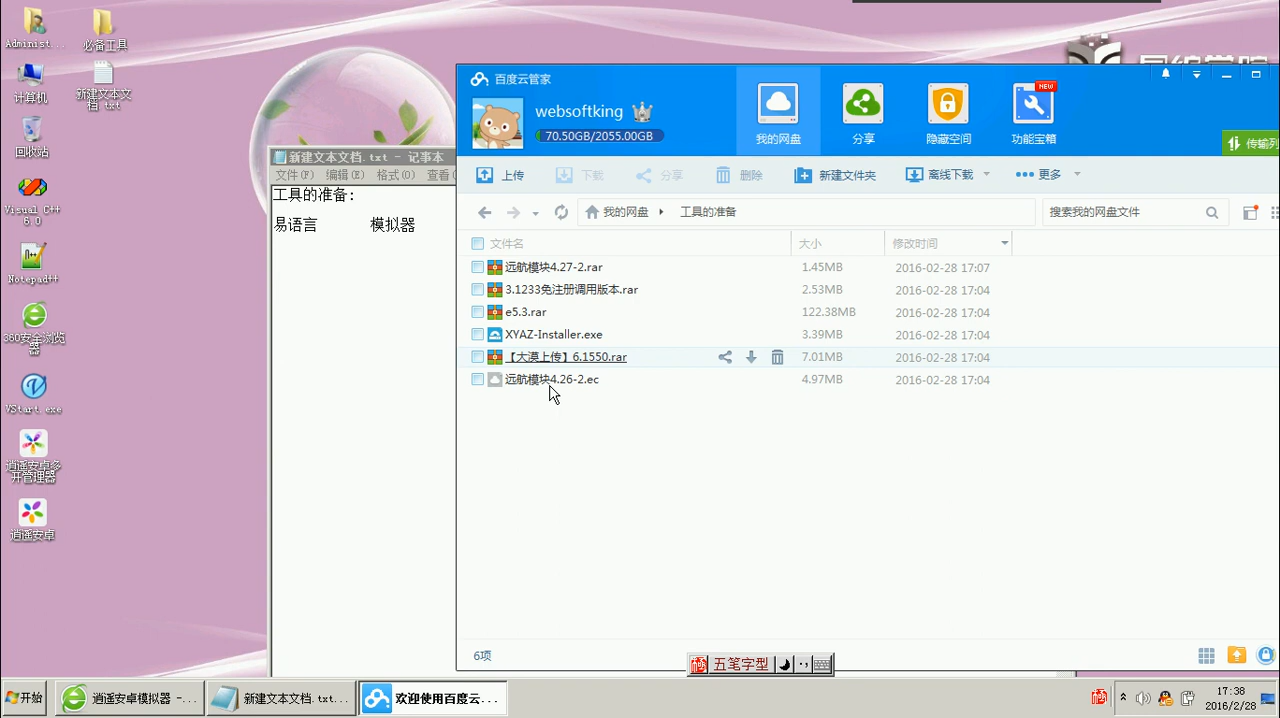 Administ...
必备工具
计算机
新建文本文档.txt
回收站
Visual C++ 6.0
Notepad++
360安全浏览器
VStart.exe
逍遥安卓多开管理器
逍遥安卓
新建文本文档.txt - 记事本
文件(F) 编辑(E) 格式(O) 查看(
工具的准备:
易语言 模拟器
百度云管家
websoftking
70.50GB/2055.00GB
我的网盘
分享
隐藏空间
NEW
功能宝箱
传输列
上传 下载 分享 删除 新建文件夹 离线下载 更多
我的网盘 工具的准备
搜索我的网盘文件
文件名 大小 修改时间
远航模块4.27-2.rar 1.45MB 2016-02-28 17:07
3.1233免注册调用版本.rar 2.53MB 2016-02-28 17:04
e5.3.rar 122.38MB 2016-02-28 17:04
XYAZ-Installer.exe 3.39MB 2016-02-28 17:04
【大漠上传】6.1550.rar 7.01MB 2016-02-28 17:04
远航模块4.26-2.ec 4.97MB 2016-02-28 17:04
6项
五笔字型
开始
逍遥安卓模拟器 -...
新建文本文档.txt...
欢迎使用百度云...
17:38
2016/2/28